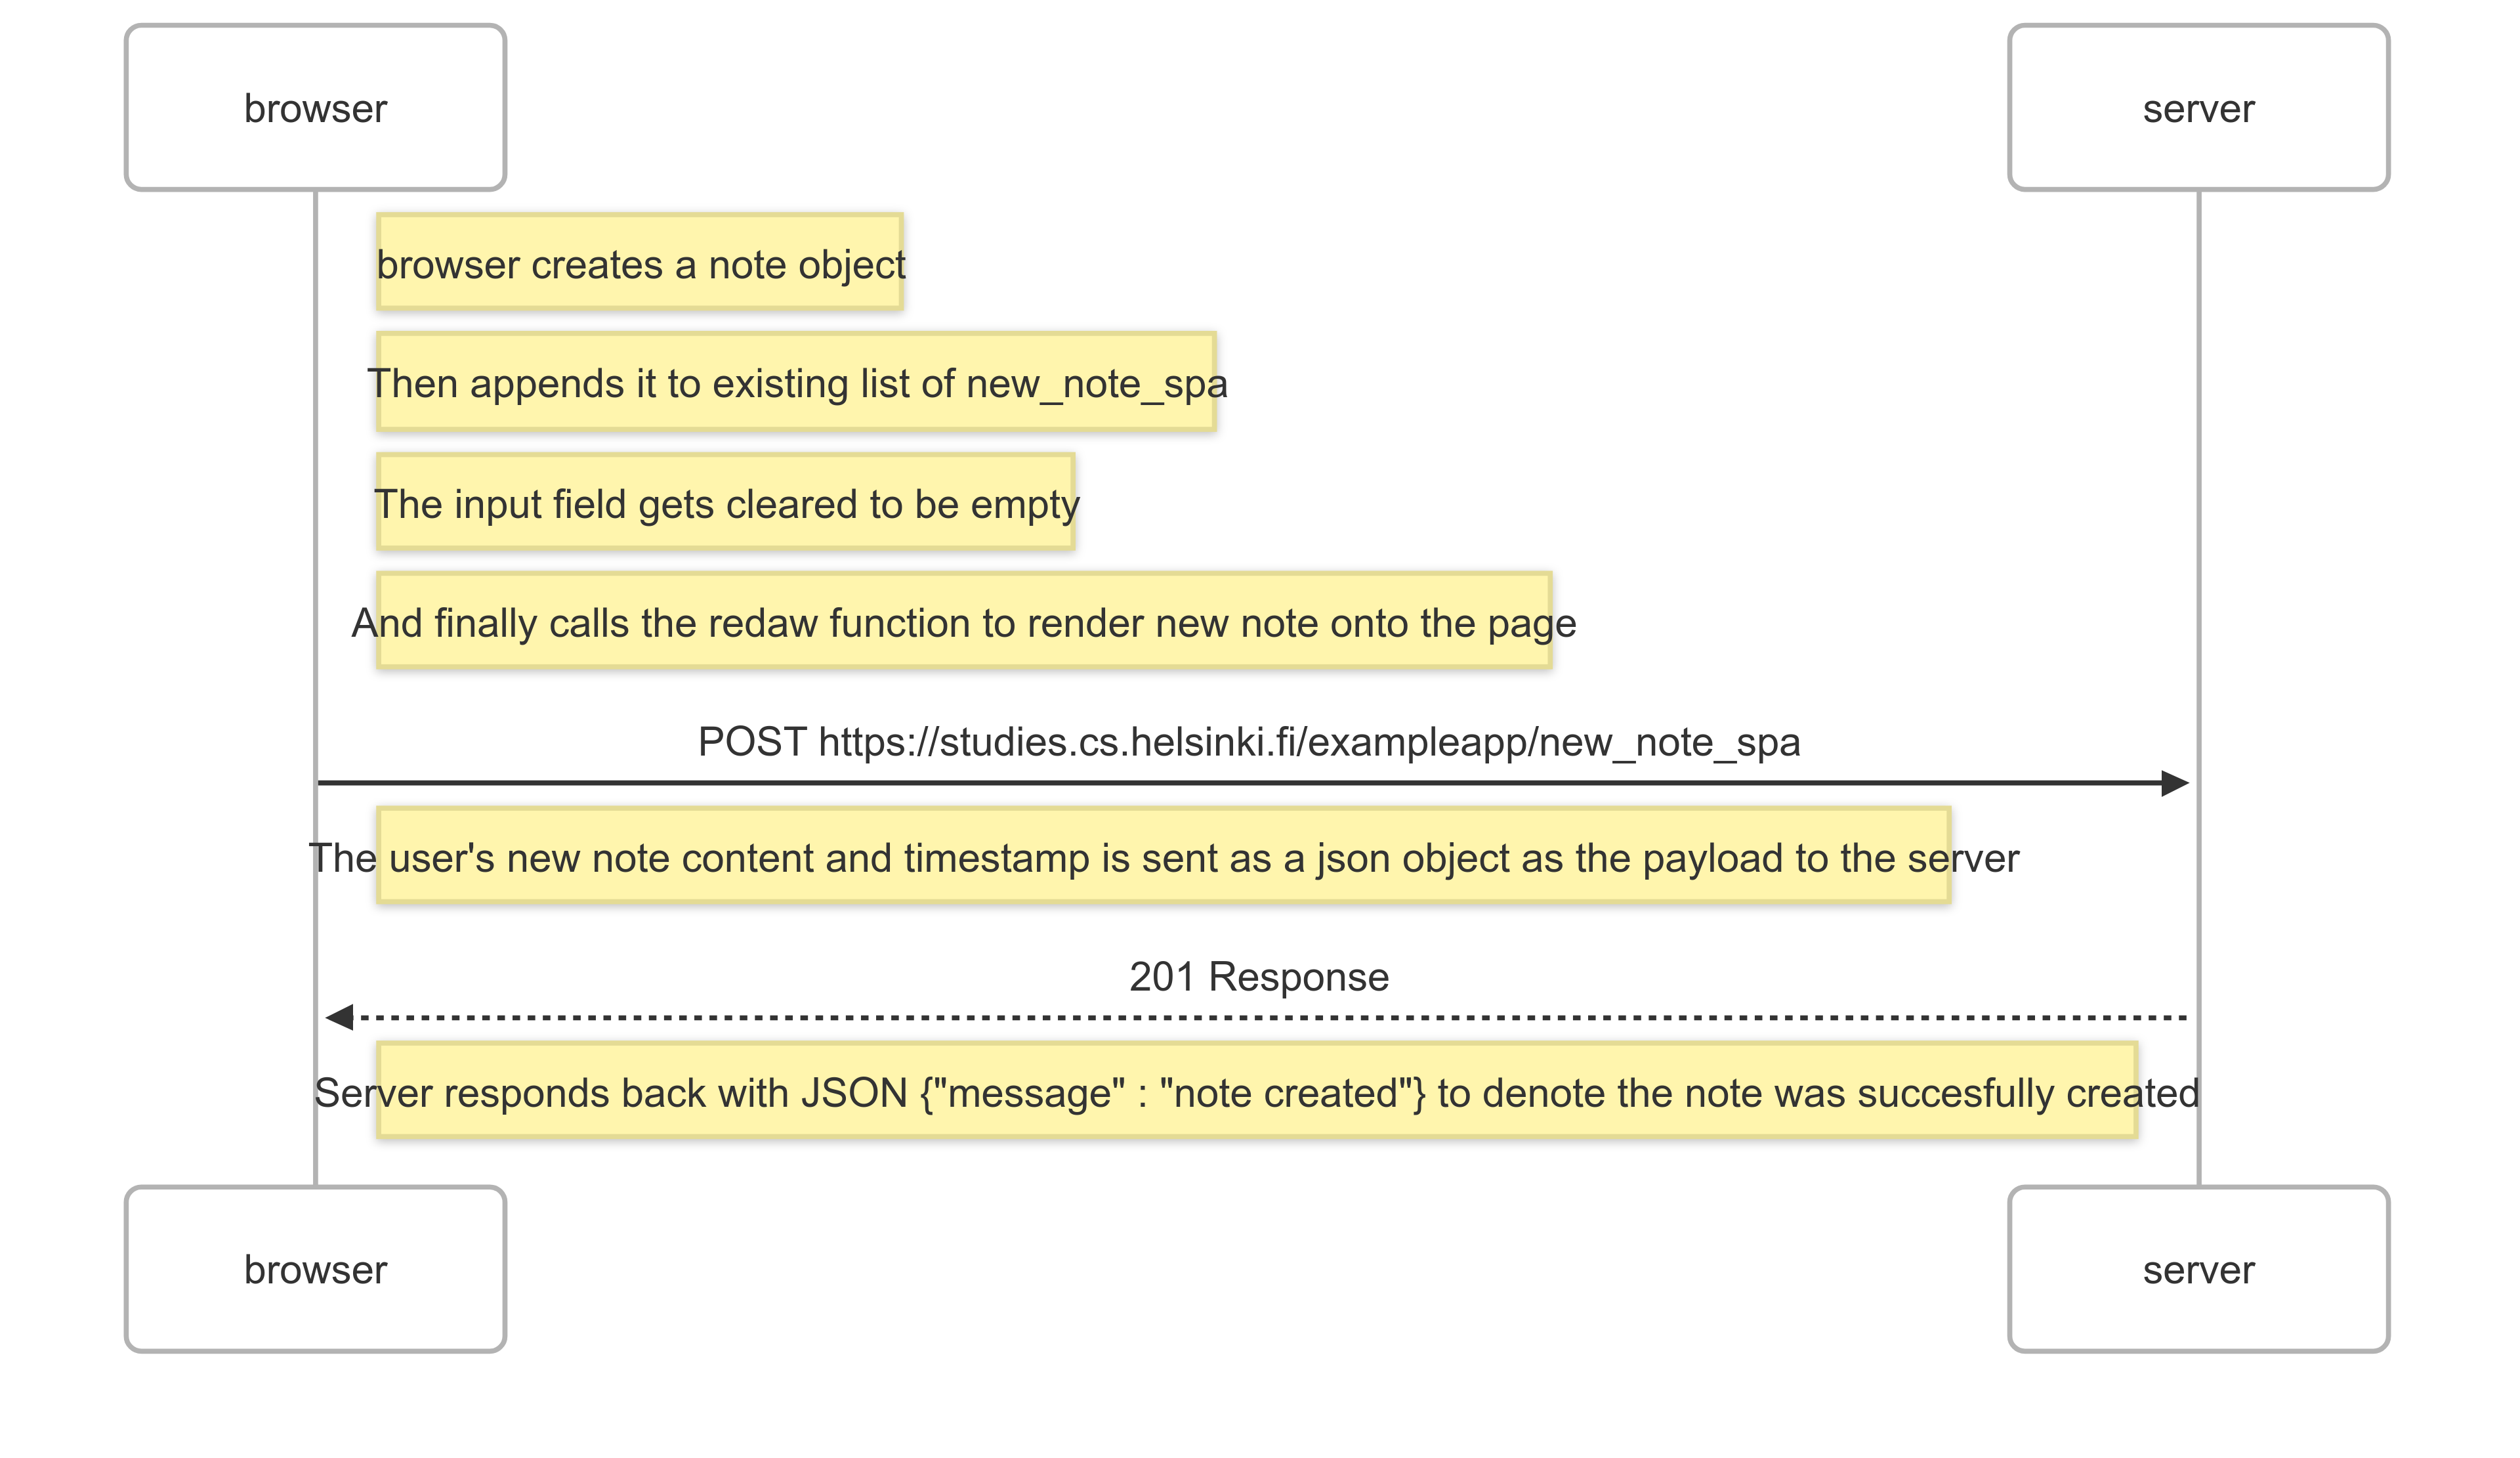 browser
server
browser creates a note object
Then appends it to existing list of new_note_spa
The input field gets cleared to be empty
And finally calls the redaw function to render new note onto the page
POST https://studies.cs.helsinki.fi/exampleapp/new_note_spa
The user's new note content and timestamp is sent as a json object as the payload to the server
201 Response
Server responds back with JSON {"message" : "note created"} to denote the note was succesfully created
browser
server